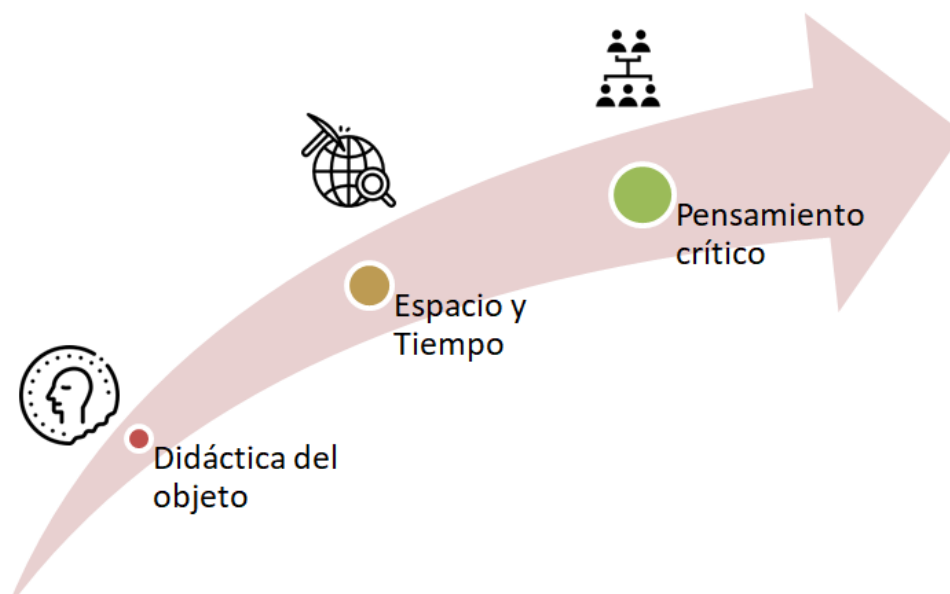 Pensamiento
crítico
Espacio y
Tiempo
Didáctica del
objeto